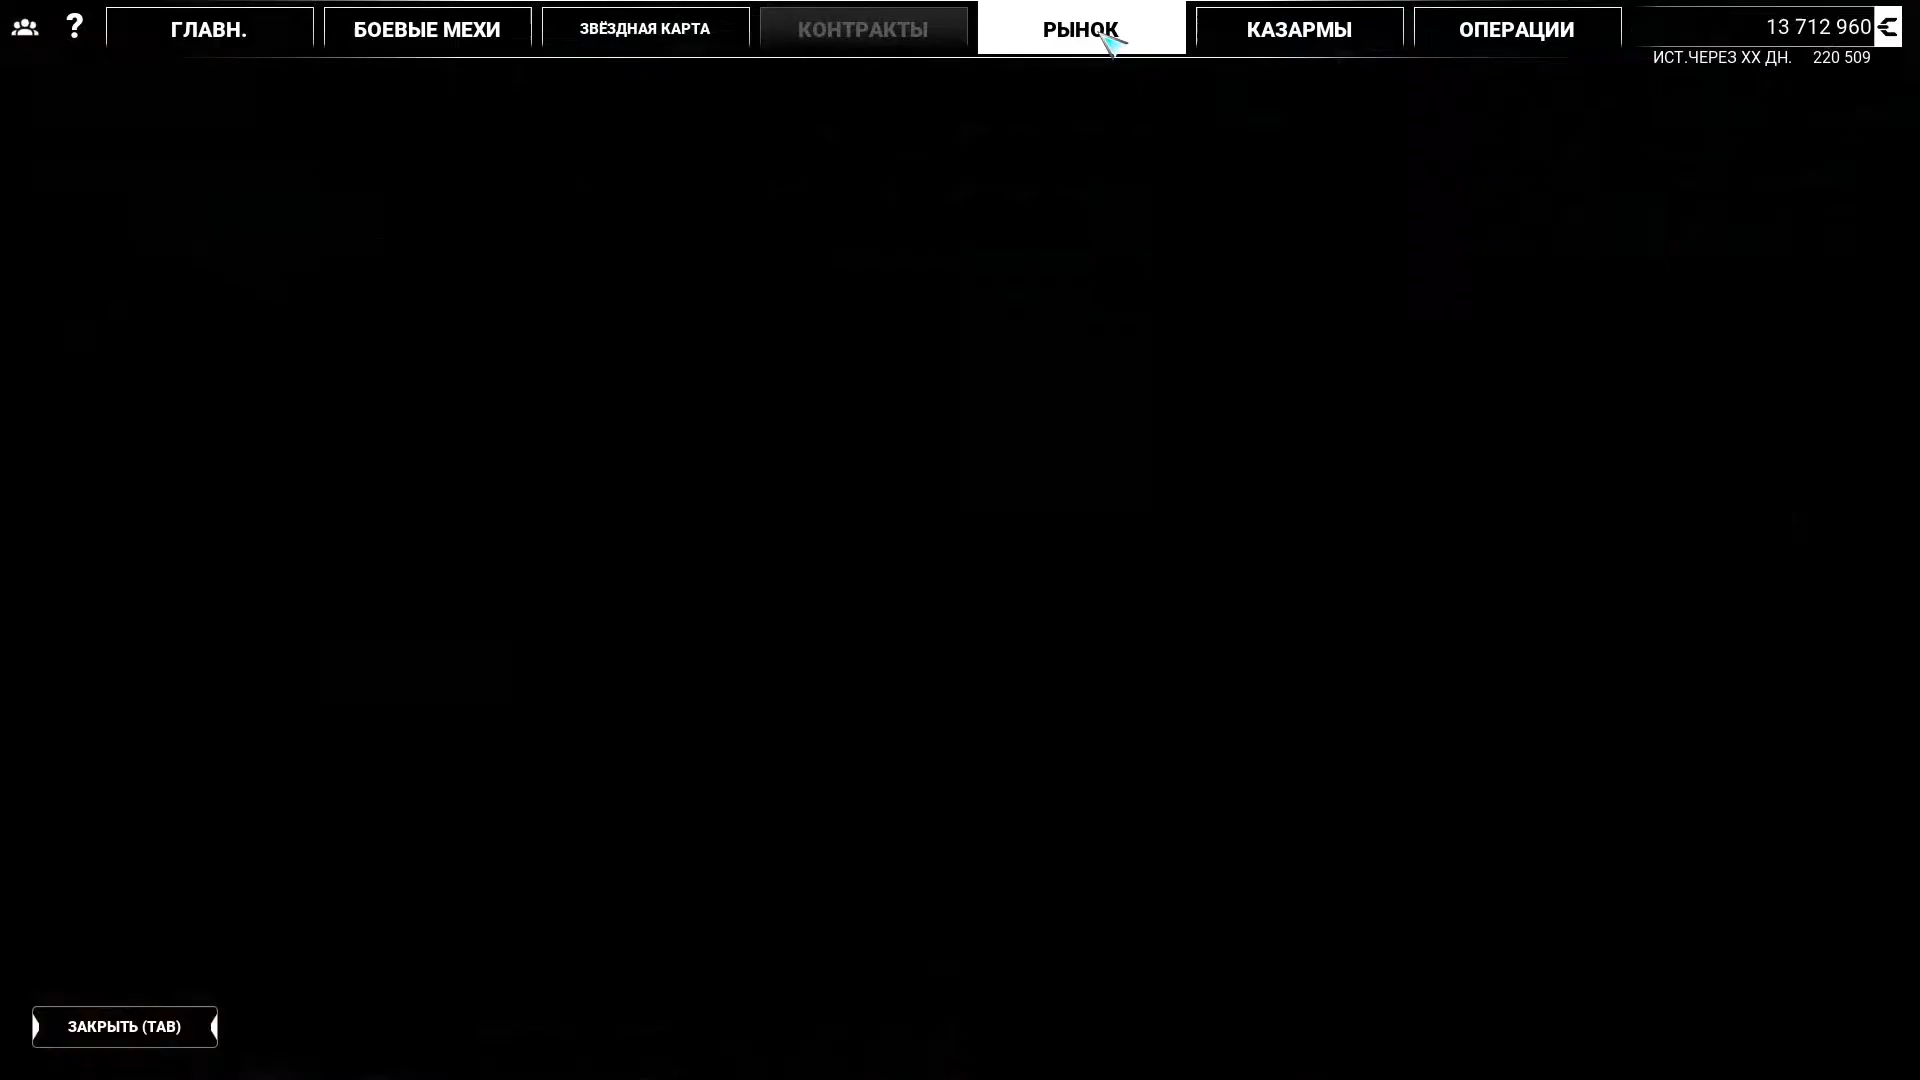 ?
ГЛАВН.
БОЕВЫЕ МЕХИ
ЗВЁЗДНАЯ КАРТА
КОНТРАКТЫ
РЫНОК
КАЗАРМЫ
ОПЕРАЦИИ
13 712 960
ИСТ.ЧЕРЕЗ XX ДН. 220 509
ЗАКРЫТЬ (TAB)